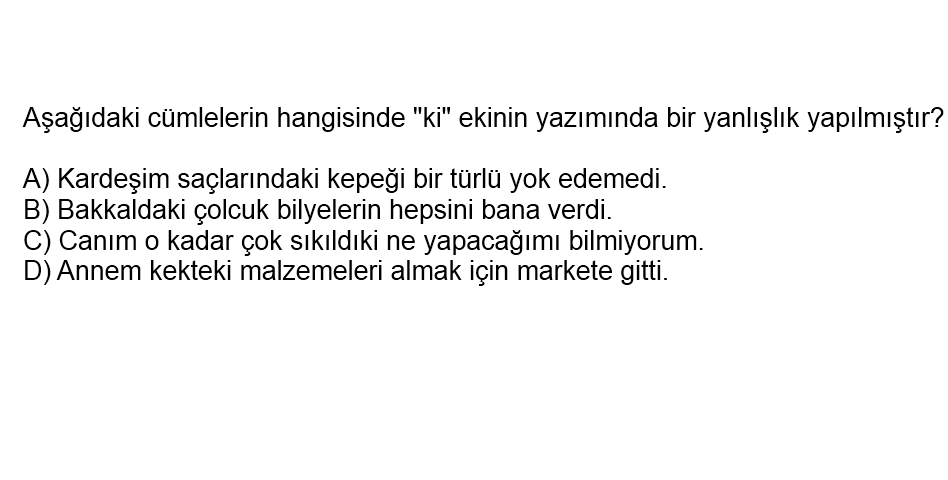 Aşağıdaki cümlelerin hangisinde "ki" ekinin yazımında bir yanlışlık yapılmıştır?
A) Kardeşim saçlarındaki kepeği bir türlü yok edemedi.
B) Bakkaldaki çolcuk bilyelerin hepsini bana verdi.
C) Canım o kadar çok sıkıldıki ne yapacağımı bilmiyorum.
D) Annem kekteki malzemeleri almak için markete gitti.